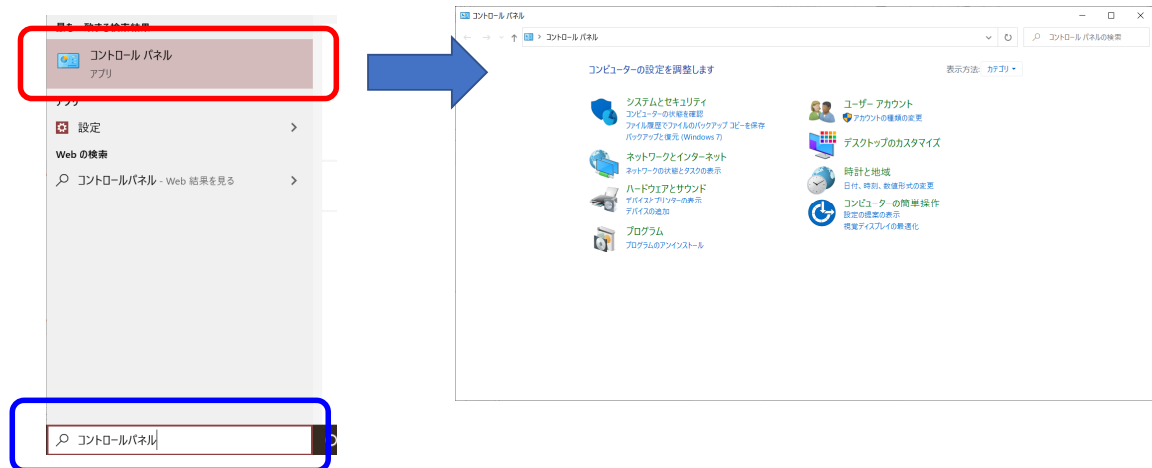 コントロール パネル
アプリ
アプリ
設定
Web の検索
コントロールパネル - Web 結果を見る
コントロールパネル
コントロール パネル
コントロール パネル
コントロール パネルの検索
コンピューターの設定を調整します
表示方法: カテゴリ
システムとセキュリティ
コンピューターの状態を確認
ファイル履歴でファイルのバックアップ コピーを保存
バックアップと復元 (Windows 7)
ネットワークとインターネット
ネットワークの状態とタスクの表示
ハードウェアとサウンド
デバイスとプリンターの表示
デバイスの追加
プログラム
プログラムのアンインストール
ユーザー アカウント
アカウントの種類の変更
デスクトップのカスタマイズ
時計と地域
日付、時刻、数値形式の変更
コンピューターの簡単操作
設定の提案の表示
視覚ディスプレイの最適化